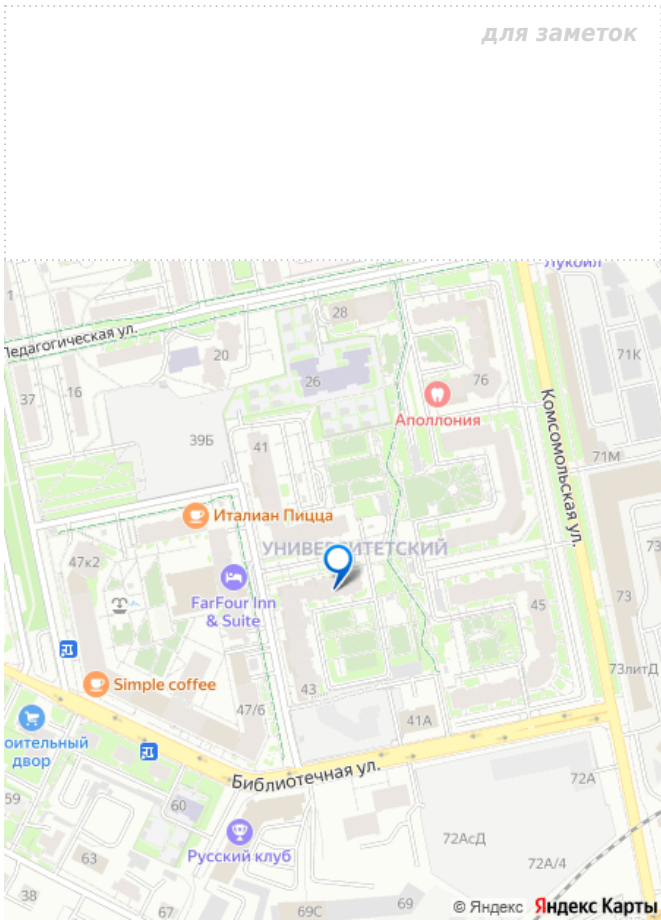 для заметок
Лукойл
1
28
Педагогическая ул.
20
71К
26
76
37
16
Аполлония
39Б
41
Комсомольская ул.
71М
Италиан Пицца
УНИВЕРСИТЕТСКИЙ
73
47к2
FarFour Inn
& Suite
73
45
Simple coffee
43
73литД
47/6
41А
оительный
двор
Библиотечная ул.
72А
59
60
72АсД
Русский клуб
63
72А/4
38
67
69С
69
© Яндекс Яндекс Карты